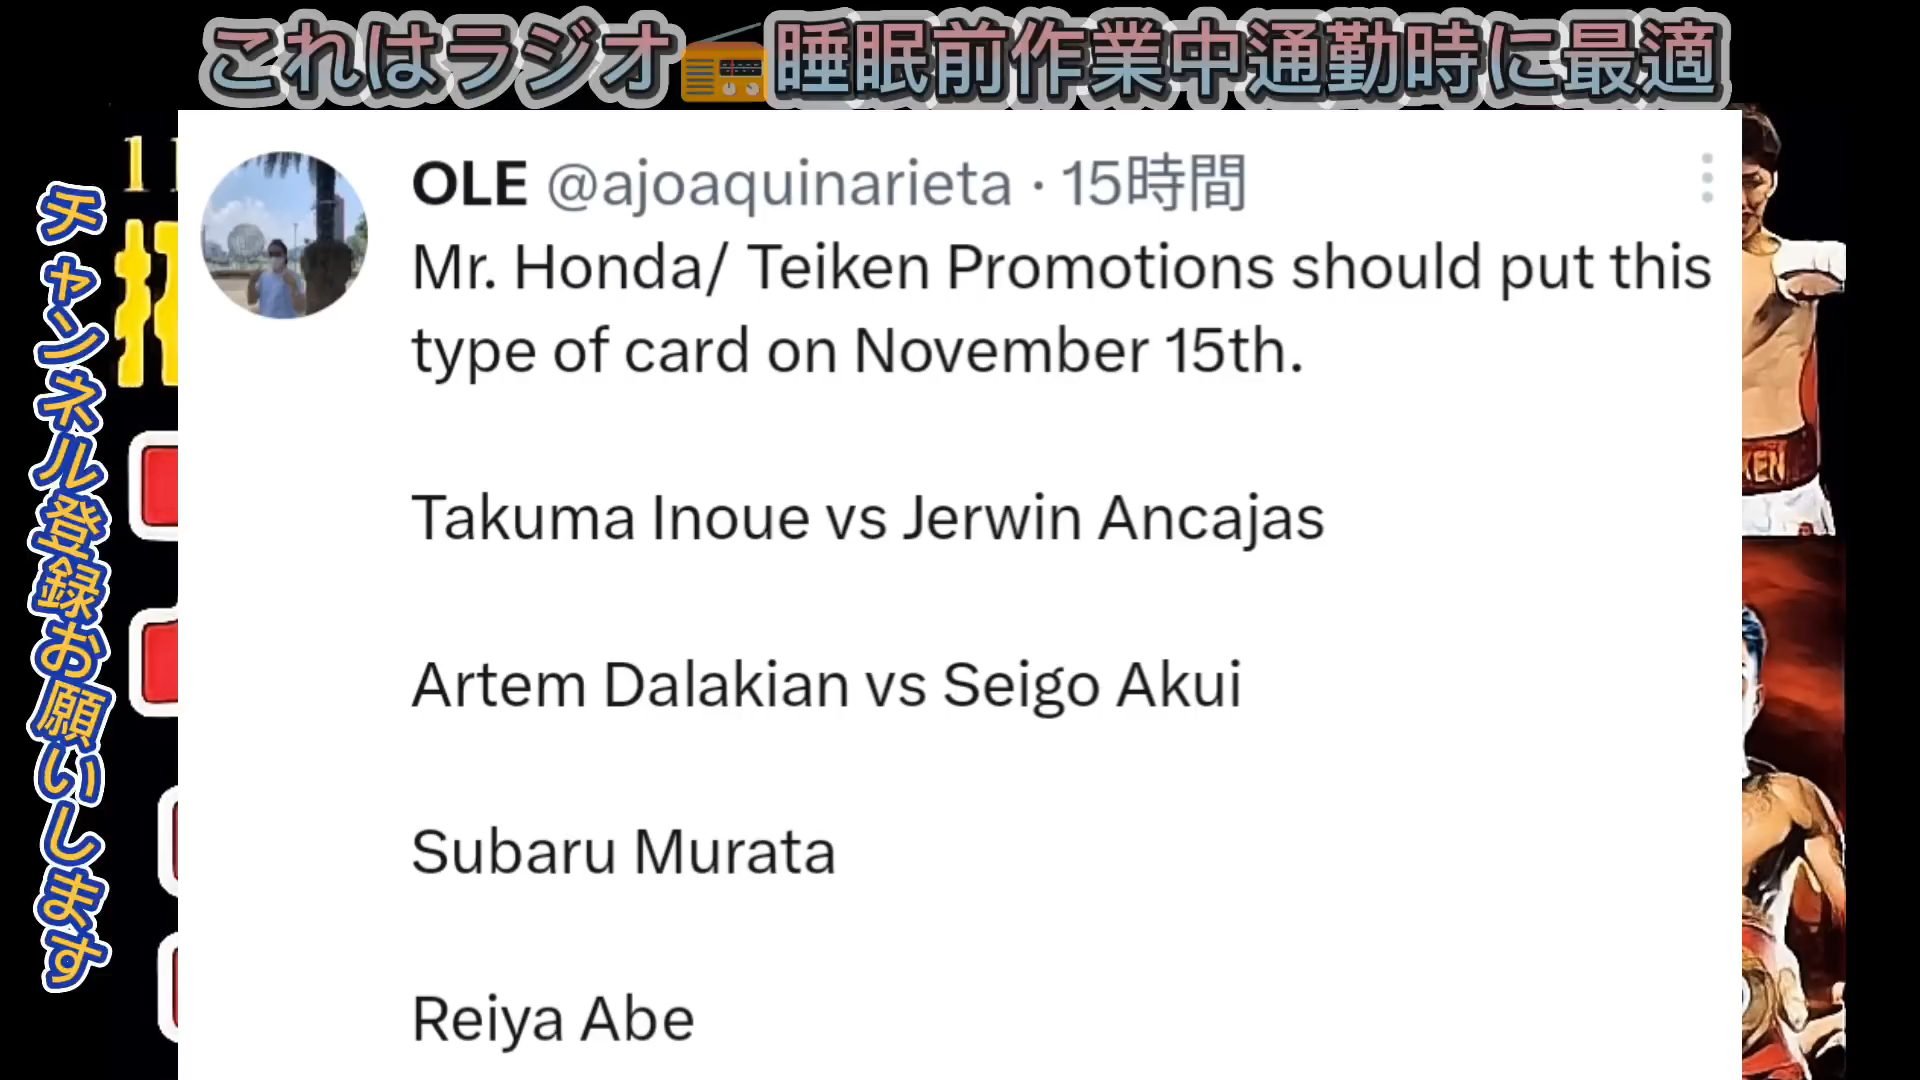 これはラジオ📻睡眠前作業中通勤時に最適
チャンネル登録お願いします
OLE @ajoaquinarieta · 15時間
Mr. Honda/ Teiken Promotions should put this
type of card on November 15th.
Takuma Inoue vs Jerwin Ancajas
Artem Dalakian vs Seigo Akui
Subaru Murata
Reiya Abe